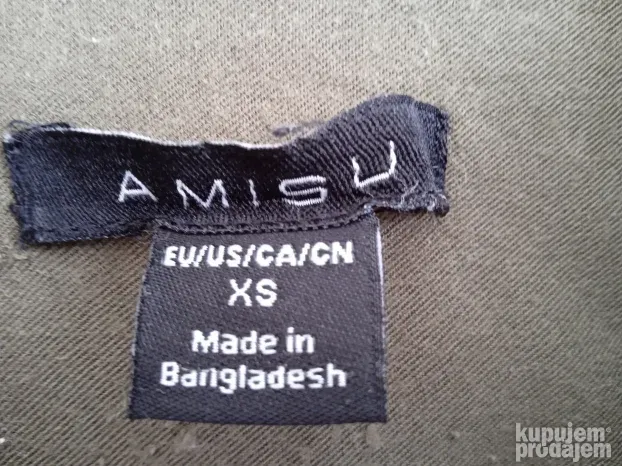 AMISU
EU/US/CA/CN
XS
Made in
Bangladesh
kupujem
prodajem